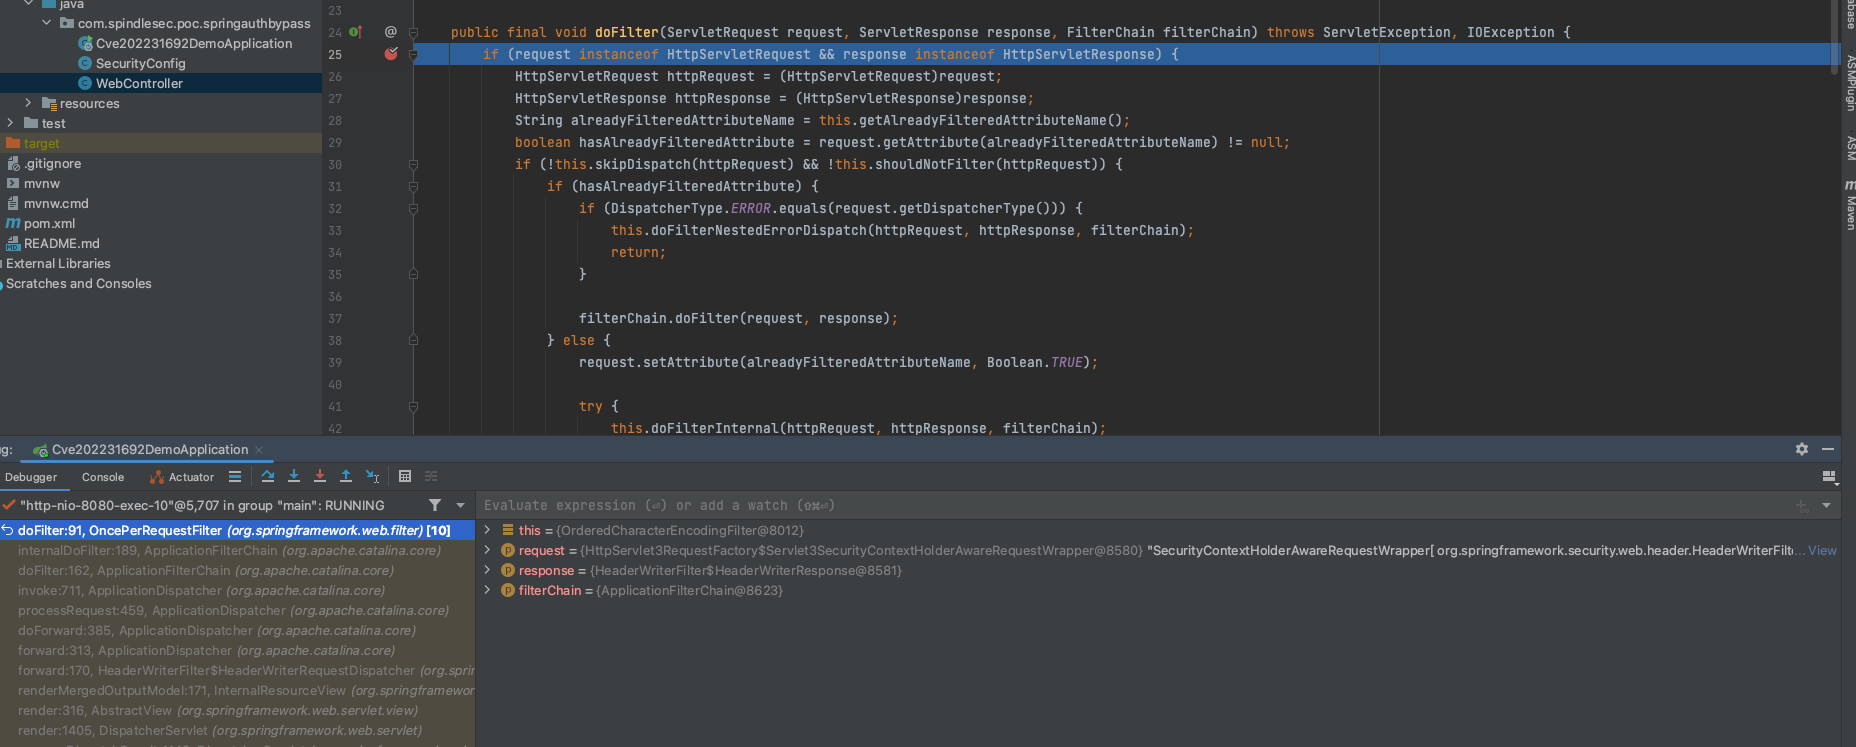 java
com.spindlesec.poc.springauthbypass
Cve202231692DemoApplication
SecurityConfig
WebController
resources
test
target
.gitignore
mvnw
mvnw.cmd
pom.xml
README.md
External Libraries
Scratches and Consoles
23
24 @ public final void doFilter(ServletRequest request, ServletResponse response, FilterChain filterChain) throws ServletException, IOException {
25 if (request instanceof HttpServletRequest && response instanceof HttpServletResponse) {
26 HttpServletRequest httpRequest = (HttpServletRequest)request;
27 HttpServletResponse httpResponse = (HttpServletResponse)response;
28 String alreadyFilteredAttributeName = this.getAlreadyFilteredAttributeName();
29 boolean hasAlreadyFilteredAttribute = request.getAttribute(alreadyFilteredAttributeName) != null;
30 if (!this.skipDispatch(httpRequest) && !this.shouldNotFilter(httpRequest)) {
31 if (hasAlreadyFilteredAttribute) {
32 if (DispatcherType.ERROR.equals(request.getDispatcherType())) {
33 this.doFilterNestedErrorDispatch(httpRequest, httpResponse, filterChain);
34 return;
35 }
36
37 filterChain.doFilter(request, response);
38 } else {
39 request.setAttribute(alreadyFilteredAttributeName, Boolean.TRUE);
40
41 try {
42 this.doFilterInternal(httpRequest, httpResponse, filterChain);
ASMPlugin
ASM
Maven
Cve202231692DemoApplication
Debugger Console Actuator
"http-nio-8080-exec-10"@5,707 in group "main": RUNNING
doFilter:91, OncePerRequestFilter (org.springframework.web.filter) [10]
internalDoFilter:189, ApplicationFilterChain (org.apache.catalina.core)
doFilter:162, ApplicationFilterChain (org.apache.catalina.core)
invoke:711, ApplicationDispatcher (org.apache.catalina.core)
processRequest:459, ApplicationDispatcher (org.apache.catalina.core)
doForward:385, ApplicationDispatcher (org.apache.catalina.core)
forward:313, ApplicationDispatcher (org.apache.catalina.core)
forward:170, HeaderWriterFilter$HeaderWriterRequestDispatcher (org.sprin
renderMergedOutputModel:171, InternalResourceView (org.springframewor
render:316, AbstractView (org.springframework.web.servlet.view)
render:1405, DispatcherServlet (org.springframework.web.servlet)
Evaluate expression (⏎) or add a watch (⇧⌘⏎)
this = {OrderedCharacterEncodingFilter@8012}
request = {HttpServlet3RequestFactory$Servlet3SecurityContextHolderAwareRequestWrapper@8580} "SecurityContextHolderAwareRequestWrapper[ org.springframework.security.web.header.HeaderWriterFilt... View
response = {HeaderWriterFilter$HeaderWriterResponse@8581}
filterChain = {ApplicationFilterChain@8623}